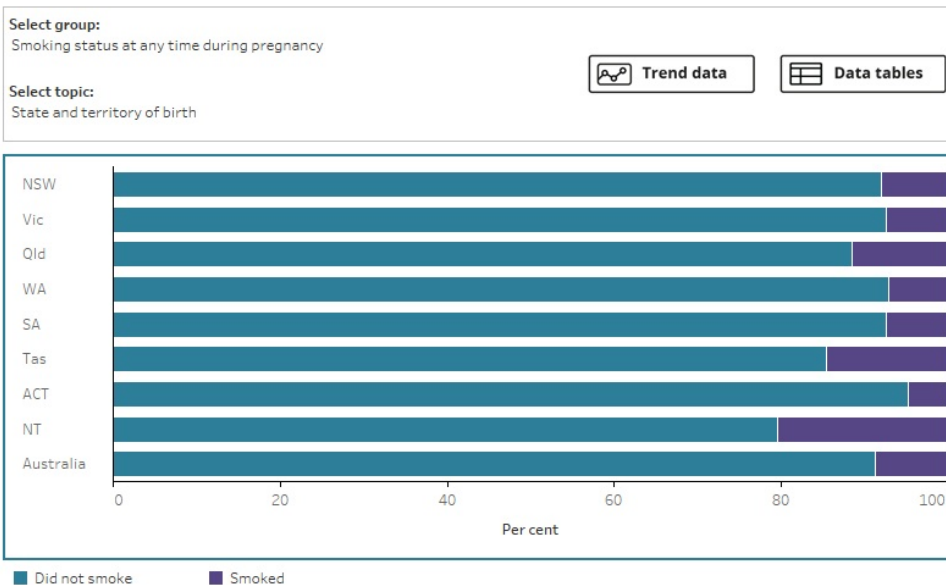 Select group:
Smoking status at any time during pregnancy
Trend data
Data tables
Select topic:
State and territory of birth
NSW
Vic
Qld
WA
SA
Tas
ACT
NT
Australia
0 20 40 60 80 100
Per cent
Did not smoke
Smoked